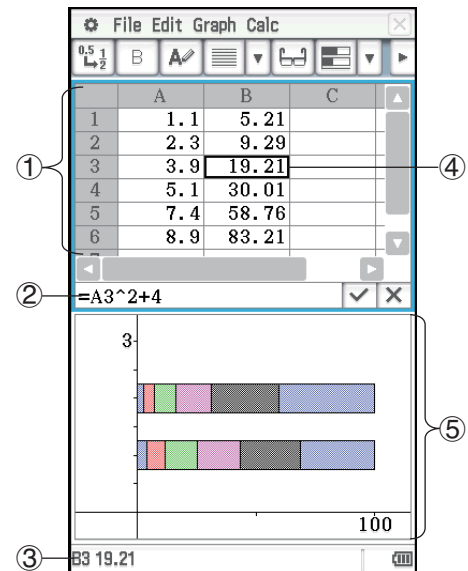 File Edit Graph Calc
0.5 1 2 B A
A B C
1 1.1 5.21
2 2.3 9.29
① 3 3.9 19.21 ④
4 5.1 30.01
5 7.4 58.76
6 8.9 83.21
② =A3^2+4
3
⑤
100
③ B3 19.21